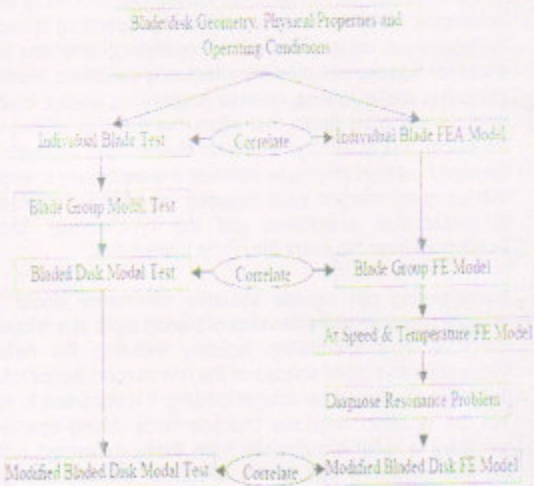 Blade/disk Geometry, Physical Properties and
Operating Conditions
Individual Blade Test
Correlate
Individual Blade FEA Model
Blade Group Modal Test
Bladed Disk Modal Test
Correlate
Blade Group FE Model
At Speed & Temperature FE Model
Diagnose Resonance Problem
Modified Bladed Disk Modal Test
Correlate
Modified Bladed Disk FE Model